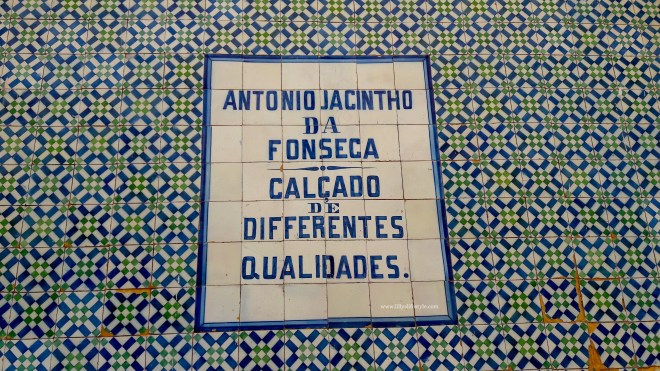 ANTONIO JACINTHO
DA
FONSECA
CALÇADO
DE
DIFFERENTES
QUALIDADES.